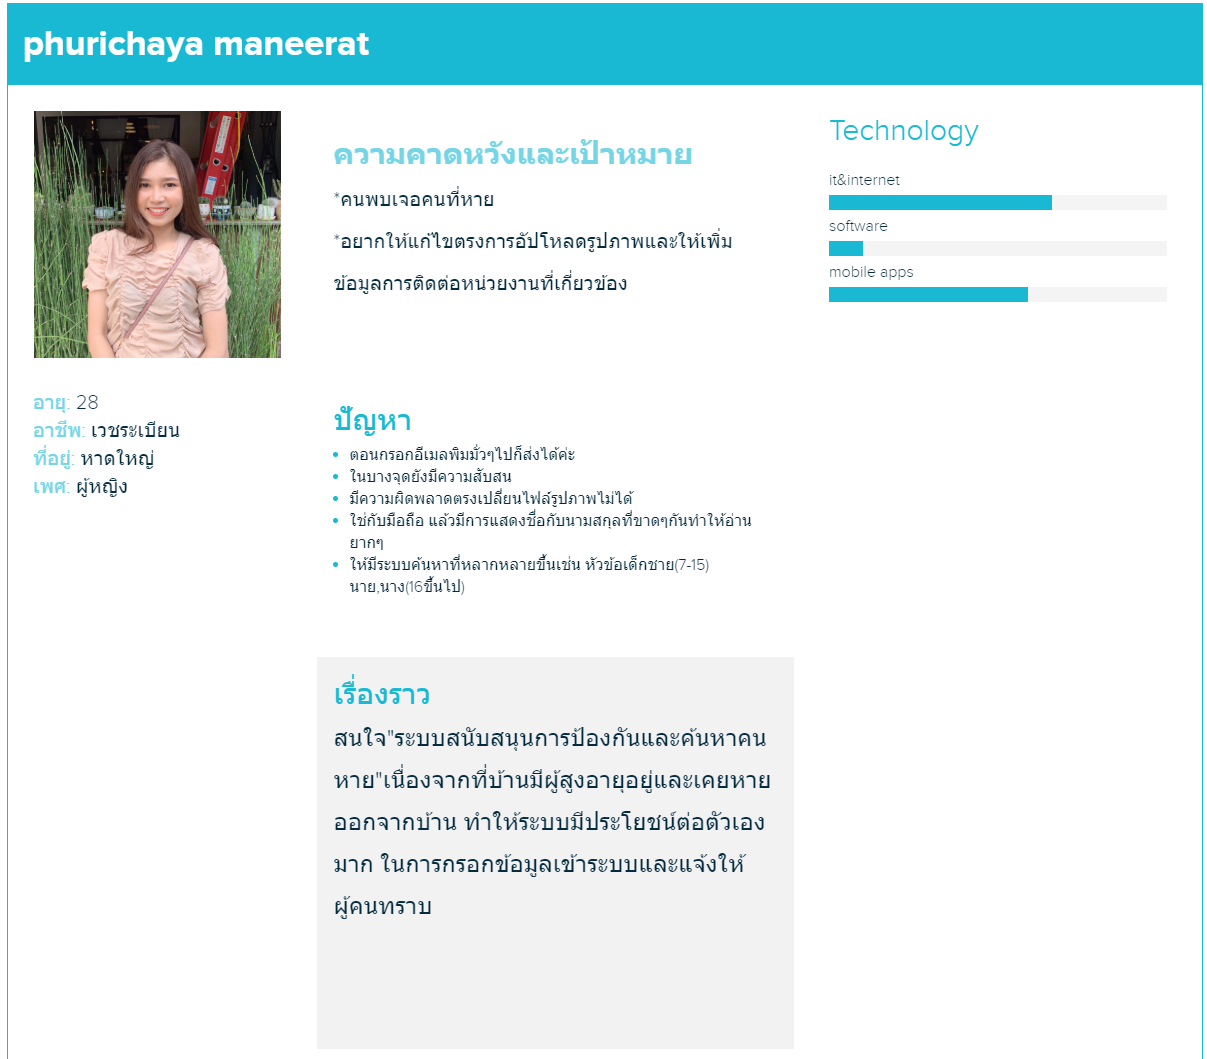 phurichaya maneerat
ความคาดหวังและเป้าหมาย
*คนพบเจอคนที่หาย
*อยากให้แก้ไขตรงการอัปโหลดรูปภาพและให้เพิ่ม
ข้อมูลการติดต่อหน่วยงานที่เกี่ยวข้อง
Technology
it&internet
software
mobile apps
อายุ: 28
อาชีพ: เวชระเบียน
ที่อยู่: หาดใหญ่
เพศ: ผู้หญิง
ปัญหา
ตอนกรอกอีเมลพิมมั่วๆไปก็ส่งได้ค่ะ
ในบางจุดยังมีความสับสน
มีความผิดพลาดตรงเปลี่ยนไฟล์รูปภาพไม่ได้
ใช่กับมือถือ แล้วมีการแสดงชื่อกับนามสกุลที่ขาดๆกันทำให้อ่าน
ยากๆ
ให้มีระบบค้นหาที่หลากหลายขึ้นเช่น หัวข้อเด็กชาย(7-15)
นาย,นาง(16ขึ้นไป)
เรื่องราว
สนใจ"ระบบสนับสนุนการป้องกันและค้นหาคน
หาย"เนื่องจากที่บ้านมีผู้สูงอายุอยู่และเคยหาย
ออกจากบ้าน ทำให้ระบบมีประโยชน์ต่อตัวเอง
มาก ในการกรอกข้อมูลเข้าระบบและแจ้งให้
ผู้คนทราบ